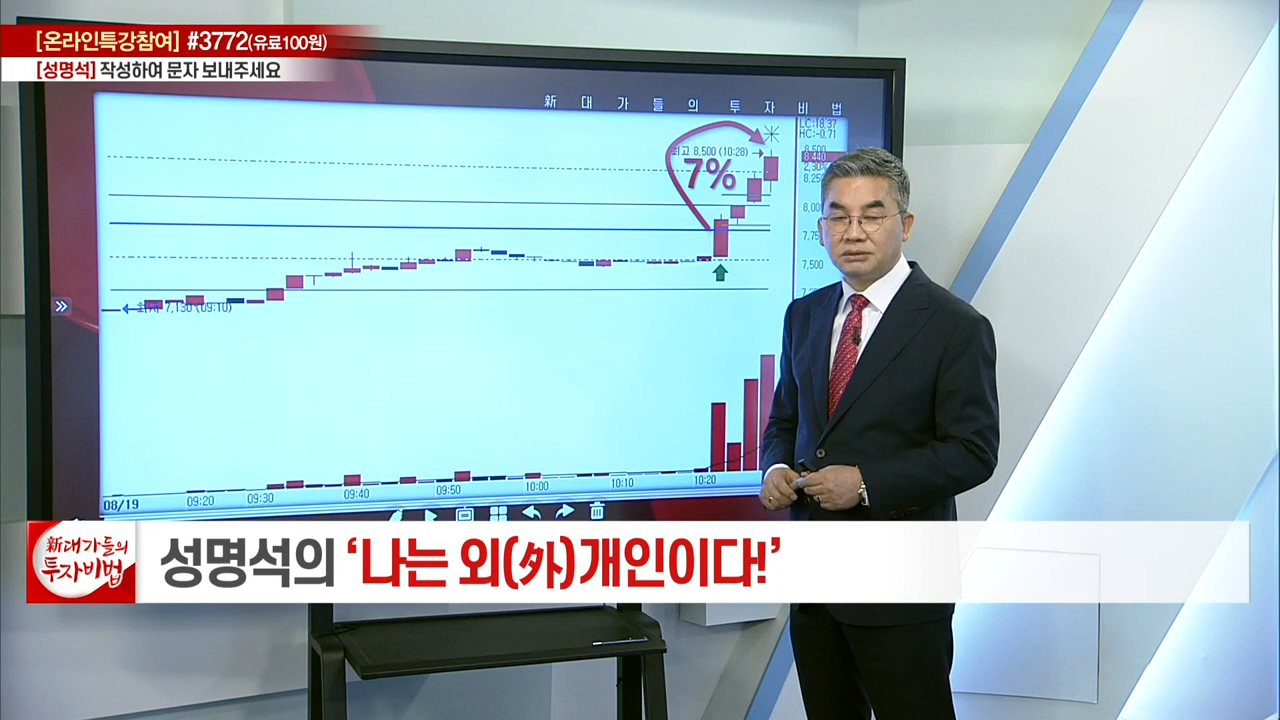 [온라인특강참여] #3772(유료100원)
[성명석] 작성하여 문자 보내주세요
新 대 가 들 의 투 자 비 법
LC:18.37
HC:-0.71
최고 8,500 (10:28)
8,500
8,440
8,250
7%
8,000
7,750
7,500
최저 7,130 (09:10)
08/19
09:20
09:30
09:40
09:50
10:00
10:10
10:20
新대가들의
투자비법
성명석의 ‘나는 외(外)개인이다!’